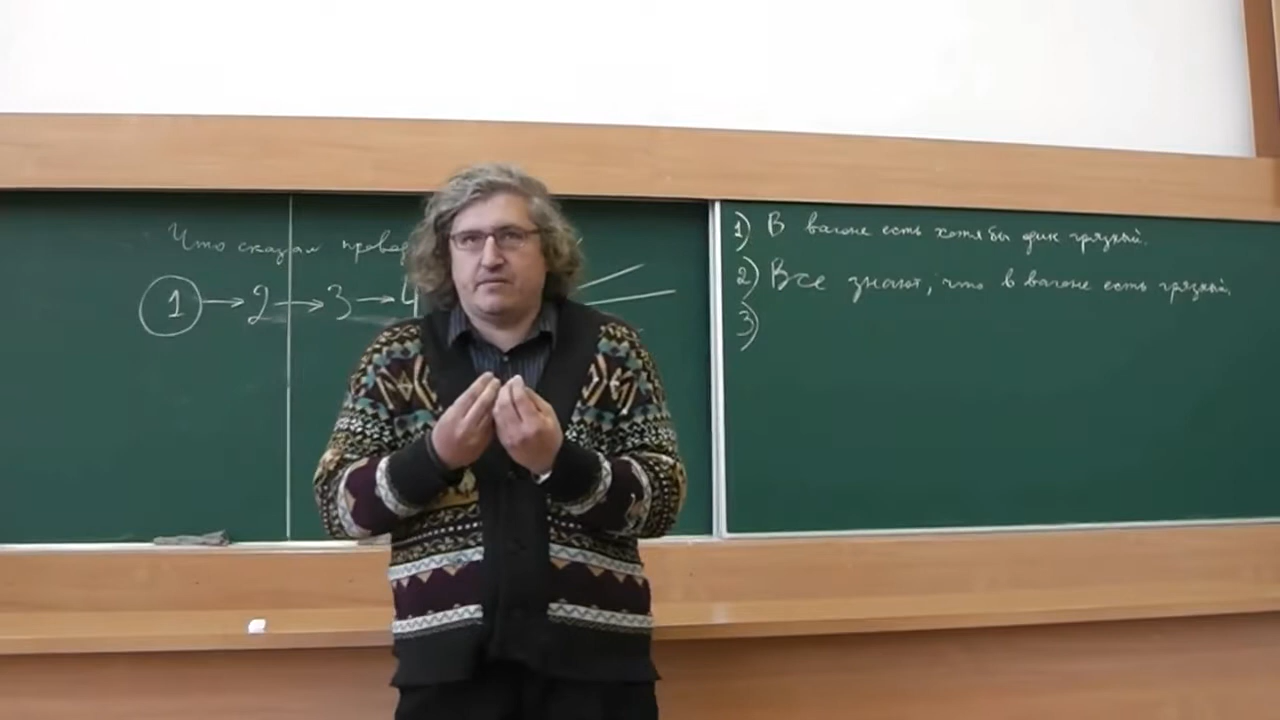 Что сказал прово
1 → 2 → 3 → 4
1) В вагоне есть хотя бы один грязный.
2) Все знают, что в вагоне есть грязный.
3)